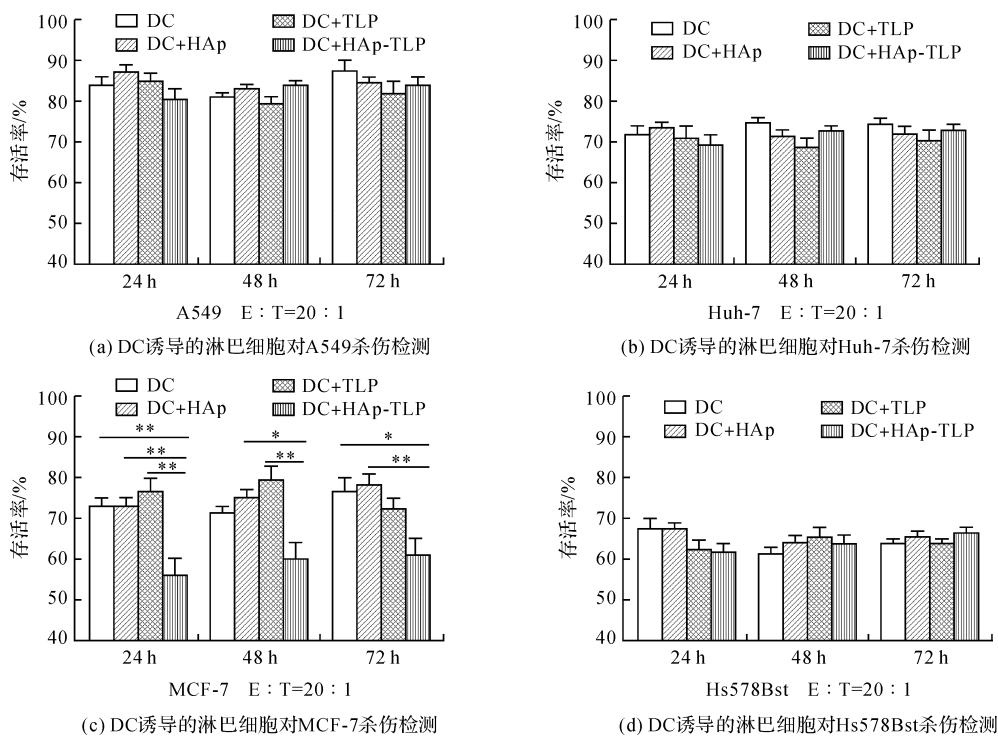 100
90
80
70
60
50
40
存活率/%
DC
DC+TLP
DC+HAp
DC+HAp-TLP
24 h
48 h
72 h
A549 E∶T=20∶1
(a) DC诱导的淋巴细胞对A549杀伤检测
100
90
80
70
60
50
40
存活率/%
DC
DC+TLP
DC+HAp
DC+HAp-TLP
24 h
48 h
72 h
Huh-7 E∶T=20∶1
(b) DC诱导的淋巴细胞对Huh-7杀伤检测
100
90
80
70
60
50
40
存活率/%
DC
DC+TLP
DC+HAp
DC+HAp-TLP
**
**
**
*
**
*
**
24 h
48 h
72 h
MCF-7 E∶T=20∶1
(c) DC诱导的淋巴细胞对MCF-7杀伤检测
100
90
80
70
60
50
40
存活率/%
DC
DC+TLP
DC+HAp
DC+HAp-TLP
24 h
48 h
72 h
Hs578Bst E∶T=20∶1
(d) DC诱导的淋巴细胞对Hs578Bst杀伤检测